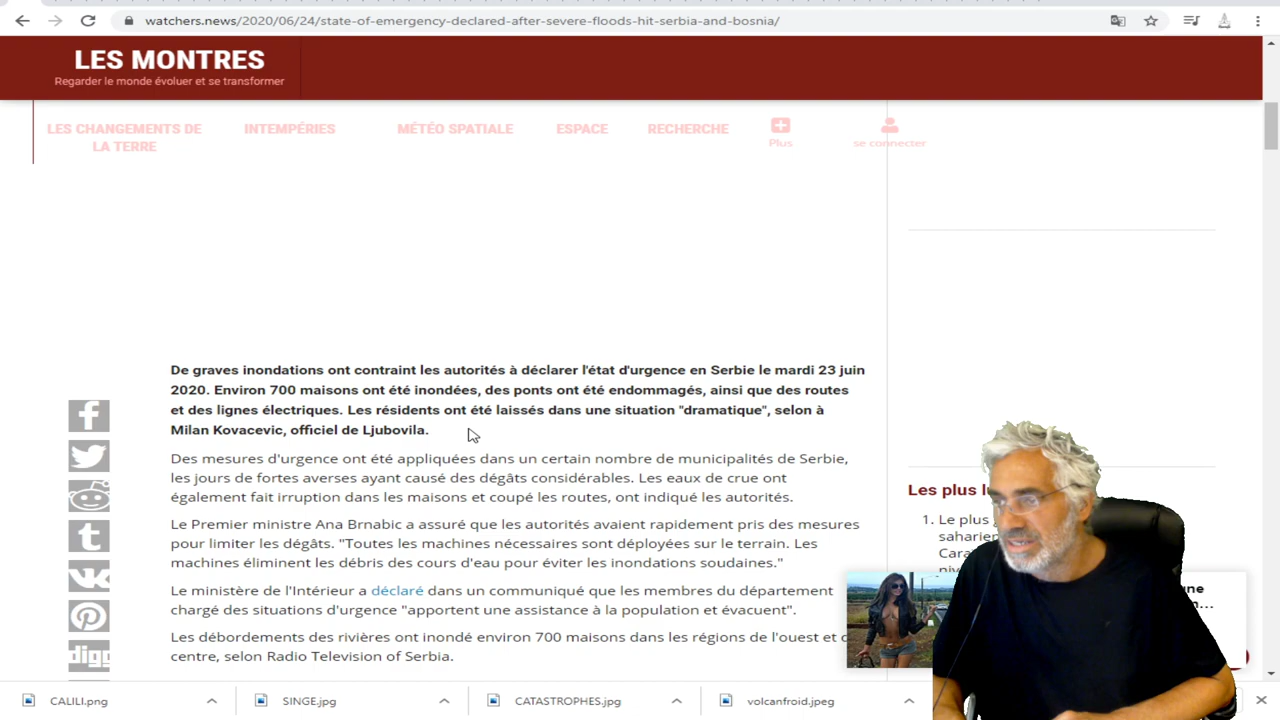 watchers.news/2020/06/24/state-of-emergency-declared-after-severe-floods-hit-serbia-and-bosnia/
LES MONTRES
Regarder le monde évoluer et se transformer
LES CHANGEMENTS DE
LA TERRE
INTEMPÉRIES
MÉTÉO SPATIALE
ESPACE
RECHERCHE
Plus
se connecter
De graves inondations ont contraint les autorités à déclarer l'état d'urgence en Serbie le mardi 23 juin
2020. Environ 700 maisons ont été inondées, des ponts ont été endommagés, ainsi que des routes
et des lignes électriques. Les résidents ont été laissés dans une situation "dramatique", selon à
Milan Kovacevic, officiel de Ljubovila.
Des mesures d'urgence ont été appliquées dans un certain nombre de municipalités de Serbie,
les jours de fortes averses ayant causé des dégâts considérables. Les eaux de crue ont
également fait irruption dans les maisons et coupé les routes, ont indiqué les autorités.
Le Premier ministre Ana Brnabic a assuré que les autorités avaient rapidement pris des mesures
pour limiter les dégâts. "Toutes les machines nécessaires sont déployées sur le terrain. Les
machines éliminent les débris des cours d'eau pour éviter les inondations soudaines."
Le ministère de l'Intérieur a déclaré dans un communiqué que les membres du département
chargé des situations d'urgence "apportent une assistance à la population et évacuent".
Les débordements des rivières ont inondé environ 700 maisons dans les régions de l'ouest et
centre, selon Radio Television of Serbia.
digg
Les plus
1. Le plus
saharien
CALILI.png
SINGE.jpg
CATASTROPHES.jpg
volcanfroid.jpeg